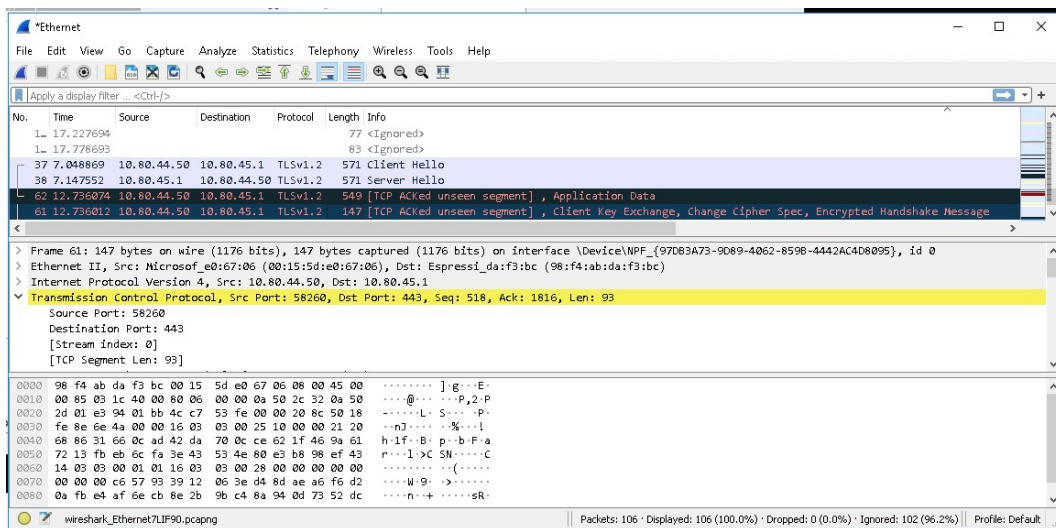 *Ethernet
File Edit View Go Capture Analyze Statistics Telephony Wireless Tools Help
Apply a display filter ... <Ctrl-/>
No. Time Source Destination Protocol Length Info
1… 17.227694 77 <Ignored>
1… 17.778693 83 <Ignored>
37 7.048869 10.80.44.50 10.80.45.1 TLSv1.2 571 Client Hello
38 7.147552 10.80.45.1 10.80.44.50 TLSv1.2 571 Server Hello
62 12.736074 10.80.44.50 10.80.45.1 TLSv1.2 549 [TCP ACKed unseen segment] , Application Data
61 12.736012 10.80.44.50 10.80.45.1 TLSv1.2 147 [TCP ACKed unseen segment] , Client Key Exchange, Change Cipher Spec, Encrypted Handshake Message
Frame 61: 147 bytes on wire (1176 bits), 147 bytes captured (1176 bits) on interface \Device\NPF_{97DB3A73-9D89-4062-859B-4442AC4D8095}, id 0
Ethernet II, Src: Microsof_e0:67:06 (00:15:5d:e0:67:06), Dst: Espressi_da:f3:bc (98:f4:ab:da:f3:bc)
Internet Protocol Version 4, Src: 10.80.44.50, Dst: 10.80.45.1
Transmission Control Protocol, Src Port: 58260, Dst Port: 443, Seq: 518, Ack: 1816, Len: 93
Source Port: 58260
Destination Port: 443
[Stream index: 0]
[TCP Segment Len: 93]
0000 98 f4 ab da f3 bc 00 15 5d e0 67 06 08 00 45 00 ········ ]·g···E·
0010 00 85 03 1c 40 00 80 06 00 00 0a 50 2c 32 0a 50 ····@··· ···P,2·P
0020 2d 01 e3 94 01 bb 4c c7 53 fe 00 00 20 8c 50 18 -·····L· S··· ·P·
0030 fe 8e 6e 4a 00 00 16 03 03 00 25 10 00 00 21 20 ··nJ···· ··%···!
0040 68 86 31 66 0c ad 42 da 70 0c ce 62 1f 46 9a 61 h·1f··B· p··b·F·a
0050 72 13 fb eb 6c fa 3e 43 53 4e 80 e3 b8 98 ef 43 r···l·>C SN·····C
0060 14 03 03 00 01 01 16 03 03 00 28 00 00 00 00 00 ········ ··(·····
0070 00 00 00 c6 57 93 39 12 06 3e d4 8d ae a6 f6 d2 ····W·9· ·>······
0080 0a fb e4 af 6e cb 8e 2b 9b c4 8a 94 0d 73 52 dc ····n··+ ·····sR·
wireshark_Ethernet7LIF90.pcapng Packets: 106 · Displayed: 106 (100.0%) · Dropped: 0 (0.0%) · Ignored: 102 (96.2%) Profile: Default